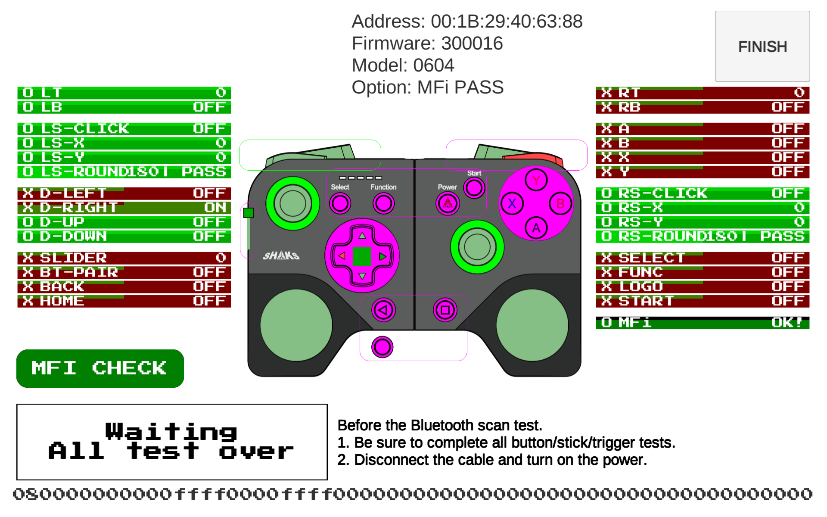 Address: 00:1B:29:40:63:88
Firmware: 300016
Model: 0604
Option: MFi PASS
FINISH
O LT 0
O LB OFF
O LS-CLICK OFF
O LS-X 0
O LS-Y 0
O LS-ROUND180| PASS
X D-LEFT OFF
X D-RIGHT ON
O D-UP OFF
O D-DOWN OFF
X SLIDER 0
X BT-PAIR OFF
X BACK OFF
X HOME OFF
Select
Function
Power
Start
Y
X
B
A
SHAKS
X RT 0
X RB OFF
X A OFF
X B OFF
X X OFF
X Y OFF
O RS-CLICK OFF
O RS-X 0
O RS-Y 0
O RS-ROUND180| PASS
X SELECT OFF
X FUNC OFF
X LOGO OFF
X START OFF
O MFi OK!
MFI CHECK
Waiting
All test over
Before the Bluetooth scan test.
1. Be sure to complete all button/stick/trigger tests.
2. Disconnect the cable and turn on the power.